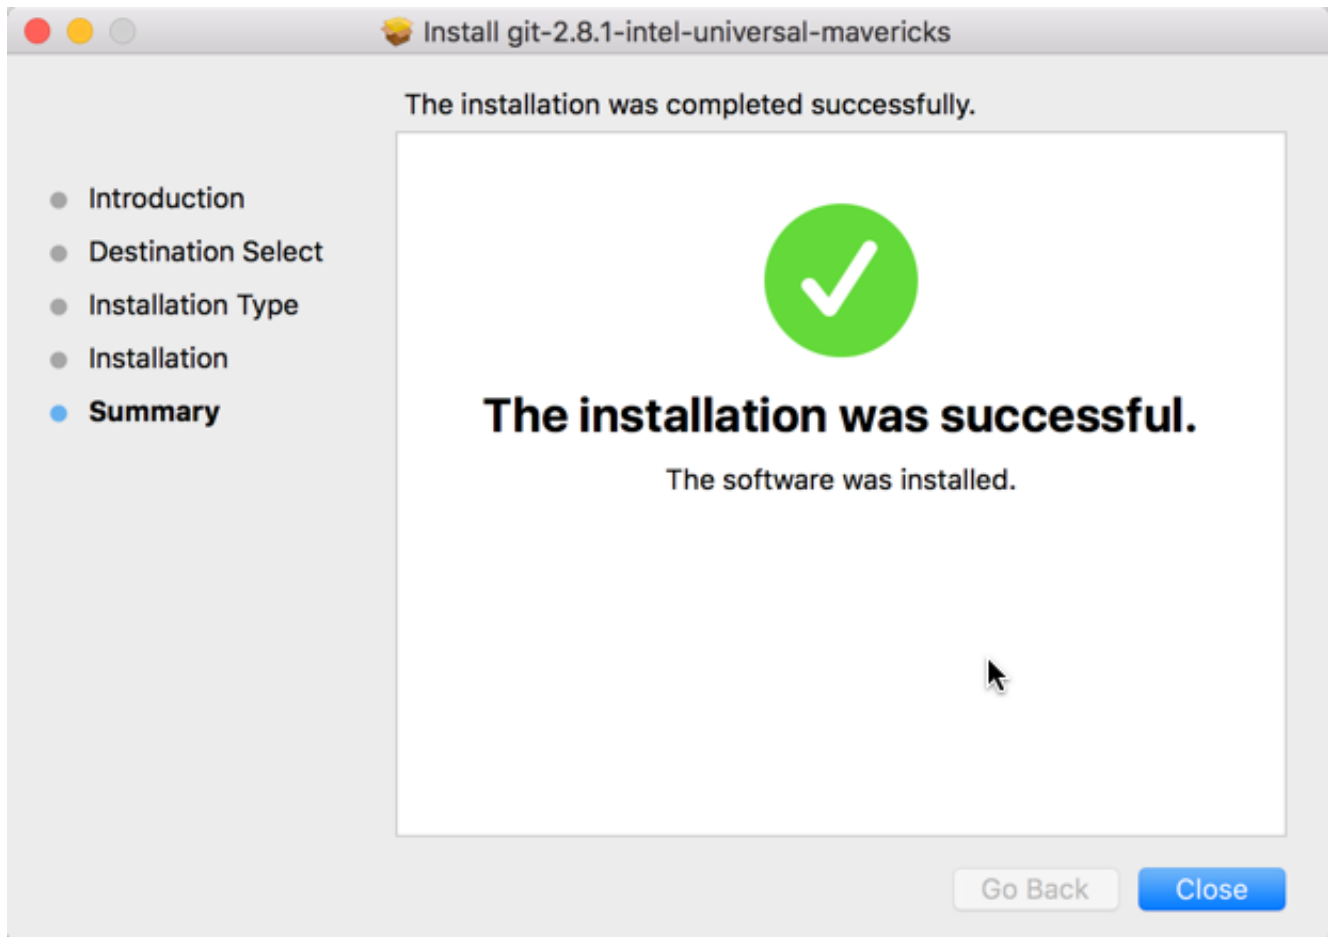 Install git-2.8.1-intel-universal-mavericks
The installation was completed successfully.
Introduction
Destination Select
Installation Type
Installation
Summary
The installation was successful.
The software was installed.
Go Back
Close